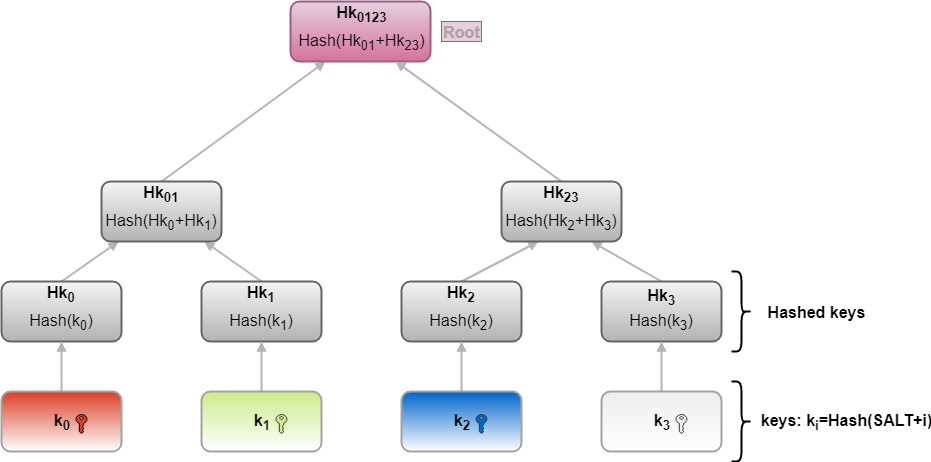 Hk0123
Hash(Hk01+Hk23)
Root
Hk01
Hash(Hk0+Hk1)
Hk23
Hash(Hk2+Hk3)
Hk0
Hash(k0)
Hk1
Hash(k1)
Hk2
Hash(k2)
Hk3
Hash(k3)
Hashed keys
k0
k1
k2
k3
keys: ki=Hash(SALT+i)